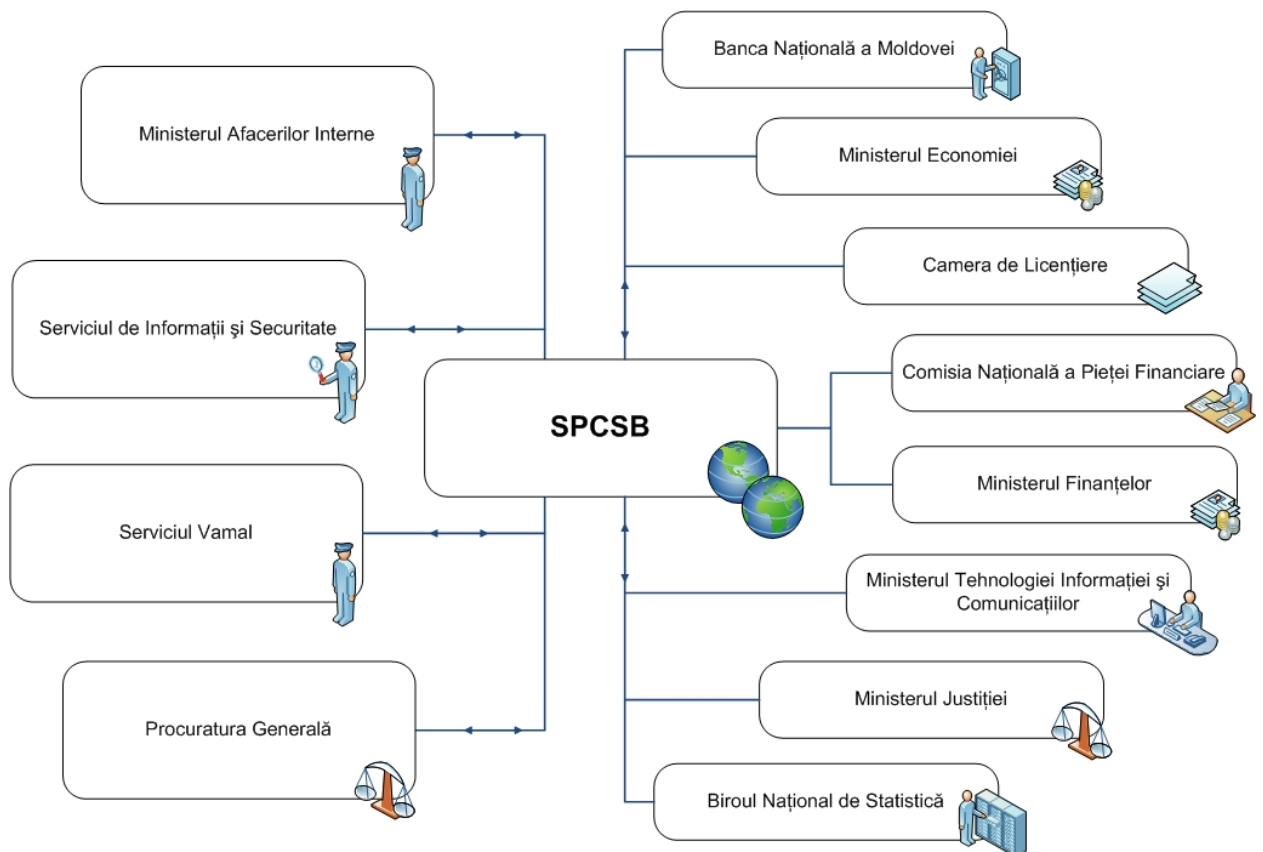 Banca Națională a Moldovei
Ministerul Afacerilor Interne
Ministerul Economiei
Camera de Licențiere
Serviciul de Informații şi Securitate
Comisia Națională a Pieței Financiare
SPCSB
Ministerul Finanțelor
Serviciul Vamal
Ministerul Tehnologiei Informației şi
Comunicațiilor
Ministerul Justiției
Procuratura Generală
Biroul Național de Statistică